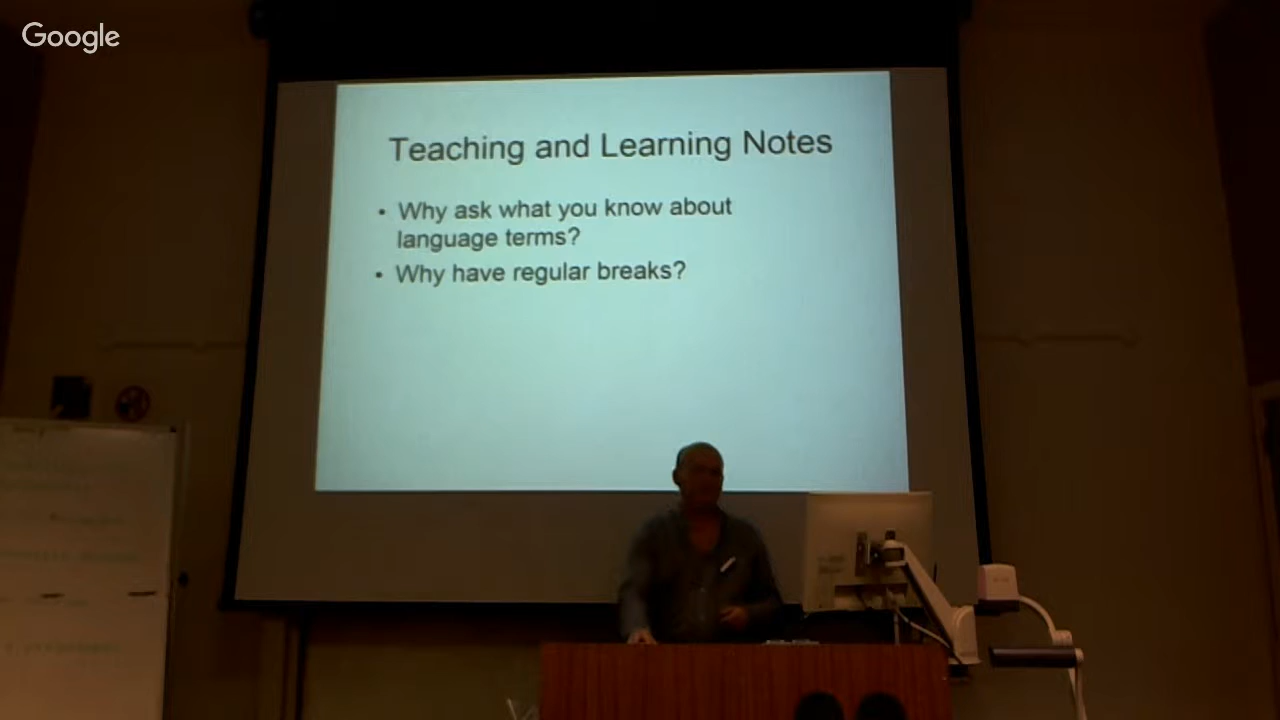 Google
Teaching and Learning Notes
• Why ask what you know about
language terms?
• Why have regular breaks?